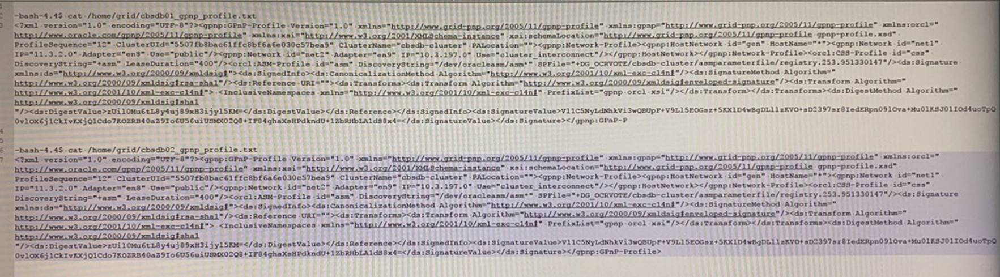 -bash-4.4$ cat /home/grid/cbsdb01_gpnp_profile.txt
<?xml version="1.0" encoding="UTF-8"?><gpnp:GPnP-Profile Version="1.0" xmlns="http://www.grid-pnp.org/2005/11/gpnp-profile" xmlns:gpnp="http://www.grid-pnp.org/2005/11/gpnp-profile" xmlns:orcl="
http://www.oracle.com/gpnp/2005/11/gpnp-profile" xmlns:xsi="http://www.w3.org/2001/XMLSchema-instance" xsi:schemaLocation="http://www.grid-pnp.org/2005/11/gpnp-profile gpnp-profile.xsd"
ProfileSequence="12" ClusterUId="5507fb8bac61ffc8bf6a6e030c57bea9" ClusterName="cbsdb-cluster" PALocation=""><gpnp:Network-Profile><gpnp:HostNetwork id="gen" HostName="*"><gpnp:Network id="net1"
IP="11.3.2.0" Adapter="en8" Use="public"/><gpnp:Network id="net2" Adapter="en9" IP="10.3.197.0" Use="cluster_interconnect"/></gpnp:HostNetwork></gpnp:Network-Profile><orcl:CSS-Profile id="css"
DiscoveryString="+asm" LeaseDuration="400"/><orcl:ASM-Profile id="asm" DiscoveryString="/dev/oracleasm/asm*" SPFile="+DG_OCRVOTE/cbsdb-cluster/asmparameterfile/registry.253.951330147"/><ds:Signature
xmlns:ds="http://www.w3.org/2000/09/xmldsig#"><ds:SignedInfo><ds:CanonicalizationMethod Algorithm="http://www.w3.org/2001/10/xml-exc-c14n#"/><ds:SignatureMethod Algorithm="
http://www.w3.org/2000/09/xmldsig#rsa-sha1"/><ds:Reference URI=""><ds:Transforms><ds:Transform Algorithm="http://www.w3.org/2000/09/xmldsig#enveloped-signature"/><ds:Transform Algorithm="
http://www.w3.org/2001/10/xml-exc-c14n#"> <InclusiveNamespaces xmlns="http://www.w3.org/2001/10/xml-exc-c14n#" PrefixList="gpnp orcl xsi"/></ds:Transform></ds:Transforms><ds:DigestMethod Algorithm="
http://www.w3.org/2000/09/xmldsig#sha1
"/><ds:DigestValue>zUil0Mu6tL8y4uj89xH3ijyl5KM=</ds:DigestValue></ds:Reference></ds:SignedInfo><ds:SignatureValue>
</ds:SignatureValue></ds:Signature></gpnp:GPnP-P
-bash-4.4$ cat /home/grid/cbsdb02_gpnp_profile.txt
<?xml version="1.0" encoding="UTF-8"?><gpnp:GPnP-Profile Version="1.0" xmlns="http://www.grid-pnp.org/2005/11/gpnp-profile" xmlns:gpnp="http://www.grid-pnp.org/2005/11/gpnp-profile" xmlns:orcl="
http://www.oracle.com/gpnp/2005/11/gpnp-profile" xmlns:xsi="http://www.w3.org/2001/XMLSchema-instance" xsi:schemaLocation="http://www.grid-pnp.org/2005/11/gpnp-profile gpnp-profile.xsd"
ProfileSequence="12" ClusterUId="5507fb8bac61ffc8bf6a6e030c57bea9" ClusterName="cbsdb-cluster" PALocation=""><gpnp:Network-Profile><gpnp:HostNetwork id="gen" HostName="*"><gpnp:Network id="net1"
IP="11.3.2.0" Adapter="en8" Use="public"/><gpnp:Network id="net2" Adapter="en9" IP="10.3.197.0" Use="cluster_interconnect"/></gpnp:HostNetwork></gpnp:Network-Profile><orcl:CSS-Profile id="css"
DiscoveryString="+asm" LeaseDuration="400"/><orcl:ASM-Profile id="asm" DiscoveryString="/dev/oracleasm/asm*" SPFile="+DG_OCRVOTE/cbsdb-cluster/asmparameterfile/registry.253.951330147"/><ds:Signature
xmlns:ds="http://www.w3.org/2000/09/xmldsig#"><ds:SignedInfo><ds:CanonicalizationMethod Algorithm="http://www.w3.org/2001/10/xml-exc-c14n#"/><ds:SignatureMethod Algorithm="
http://www.w3.org/2000/09/xmldsig#rsa-sha1"/><ds:Reference URI=""><ds:Transforms><ds:Transform Algorithm="http://www.w3.org/2000/09/xmldsig#enveloped-signature"/><ds:Transform Algorithm="
http://www.w3.org/2001/10/xml-exc-c14n#"> <InclusiveNamespaces xmlns="http://www.w3.org/2001/10/xml-exc-c14n#" PrefixList="gpnp orcl xsi"/></ds:Transform></ds:Transforms><ds:DigestMethod Algorithm="
http://www.w3.org/2000/09/xmldsig#sha1
"/><ds:DigestValue>zUil0Mu6tL8y4uj89xH3ijyl5KM=</ds:DigestValue></ds:Reference></ds:SignedInfo><ds:SignatureValue>
</ds:SignatureValue></ds:Signature></gpnp:GPnP-Profile>